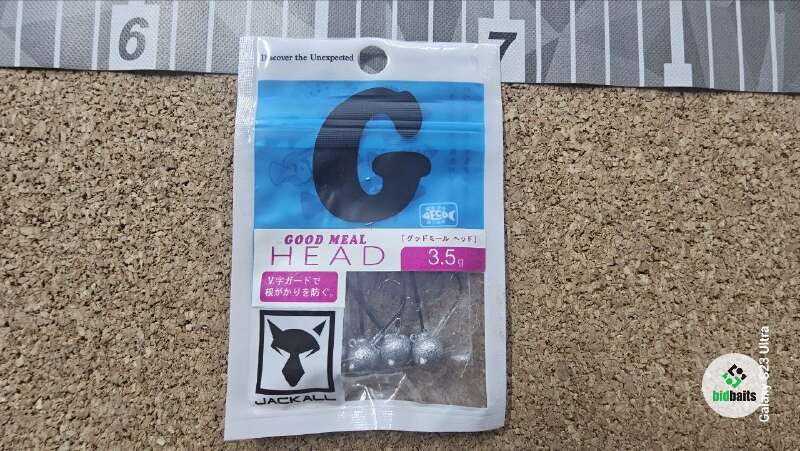 6
7
Discover the Unexpected
G
FECO
GOOD MEAL
HEAD
「グッドミール ヘッド」
3.5g
V字ガードで
根がかりを防ぐ。
JACKALL
bidbaits
Galaxy S23 Ultra